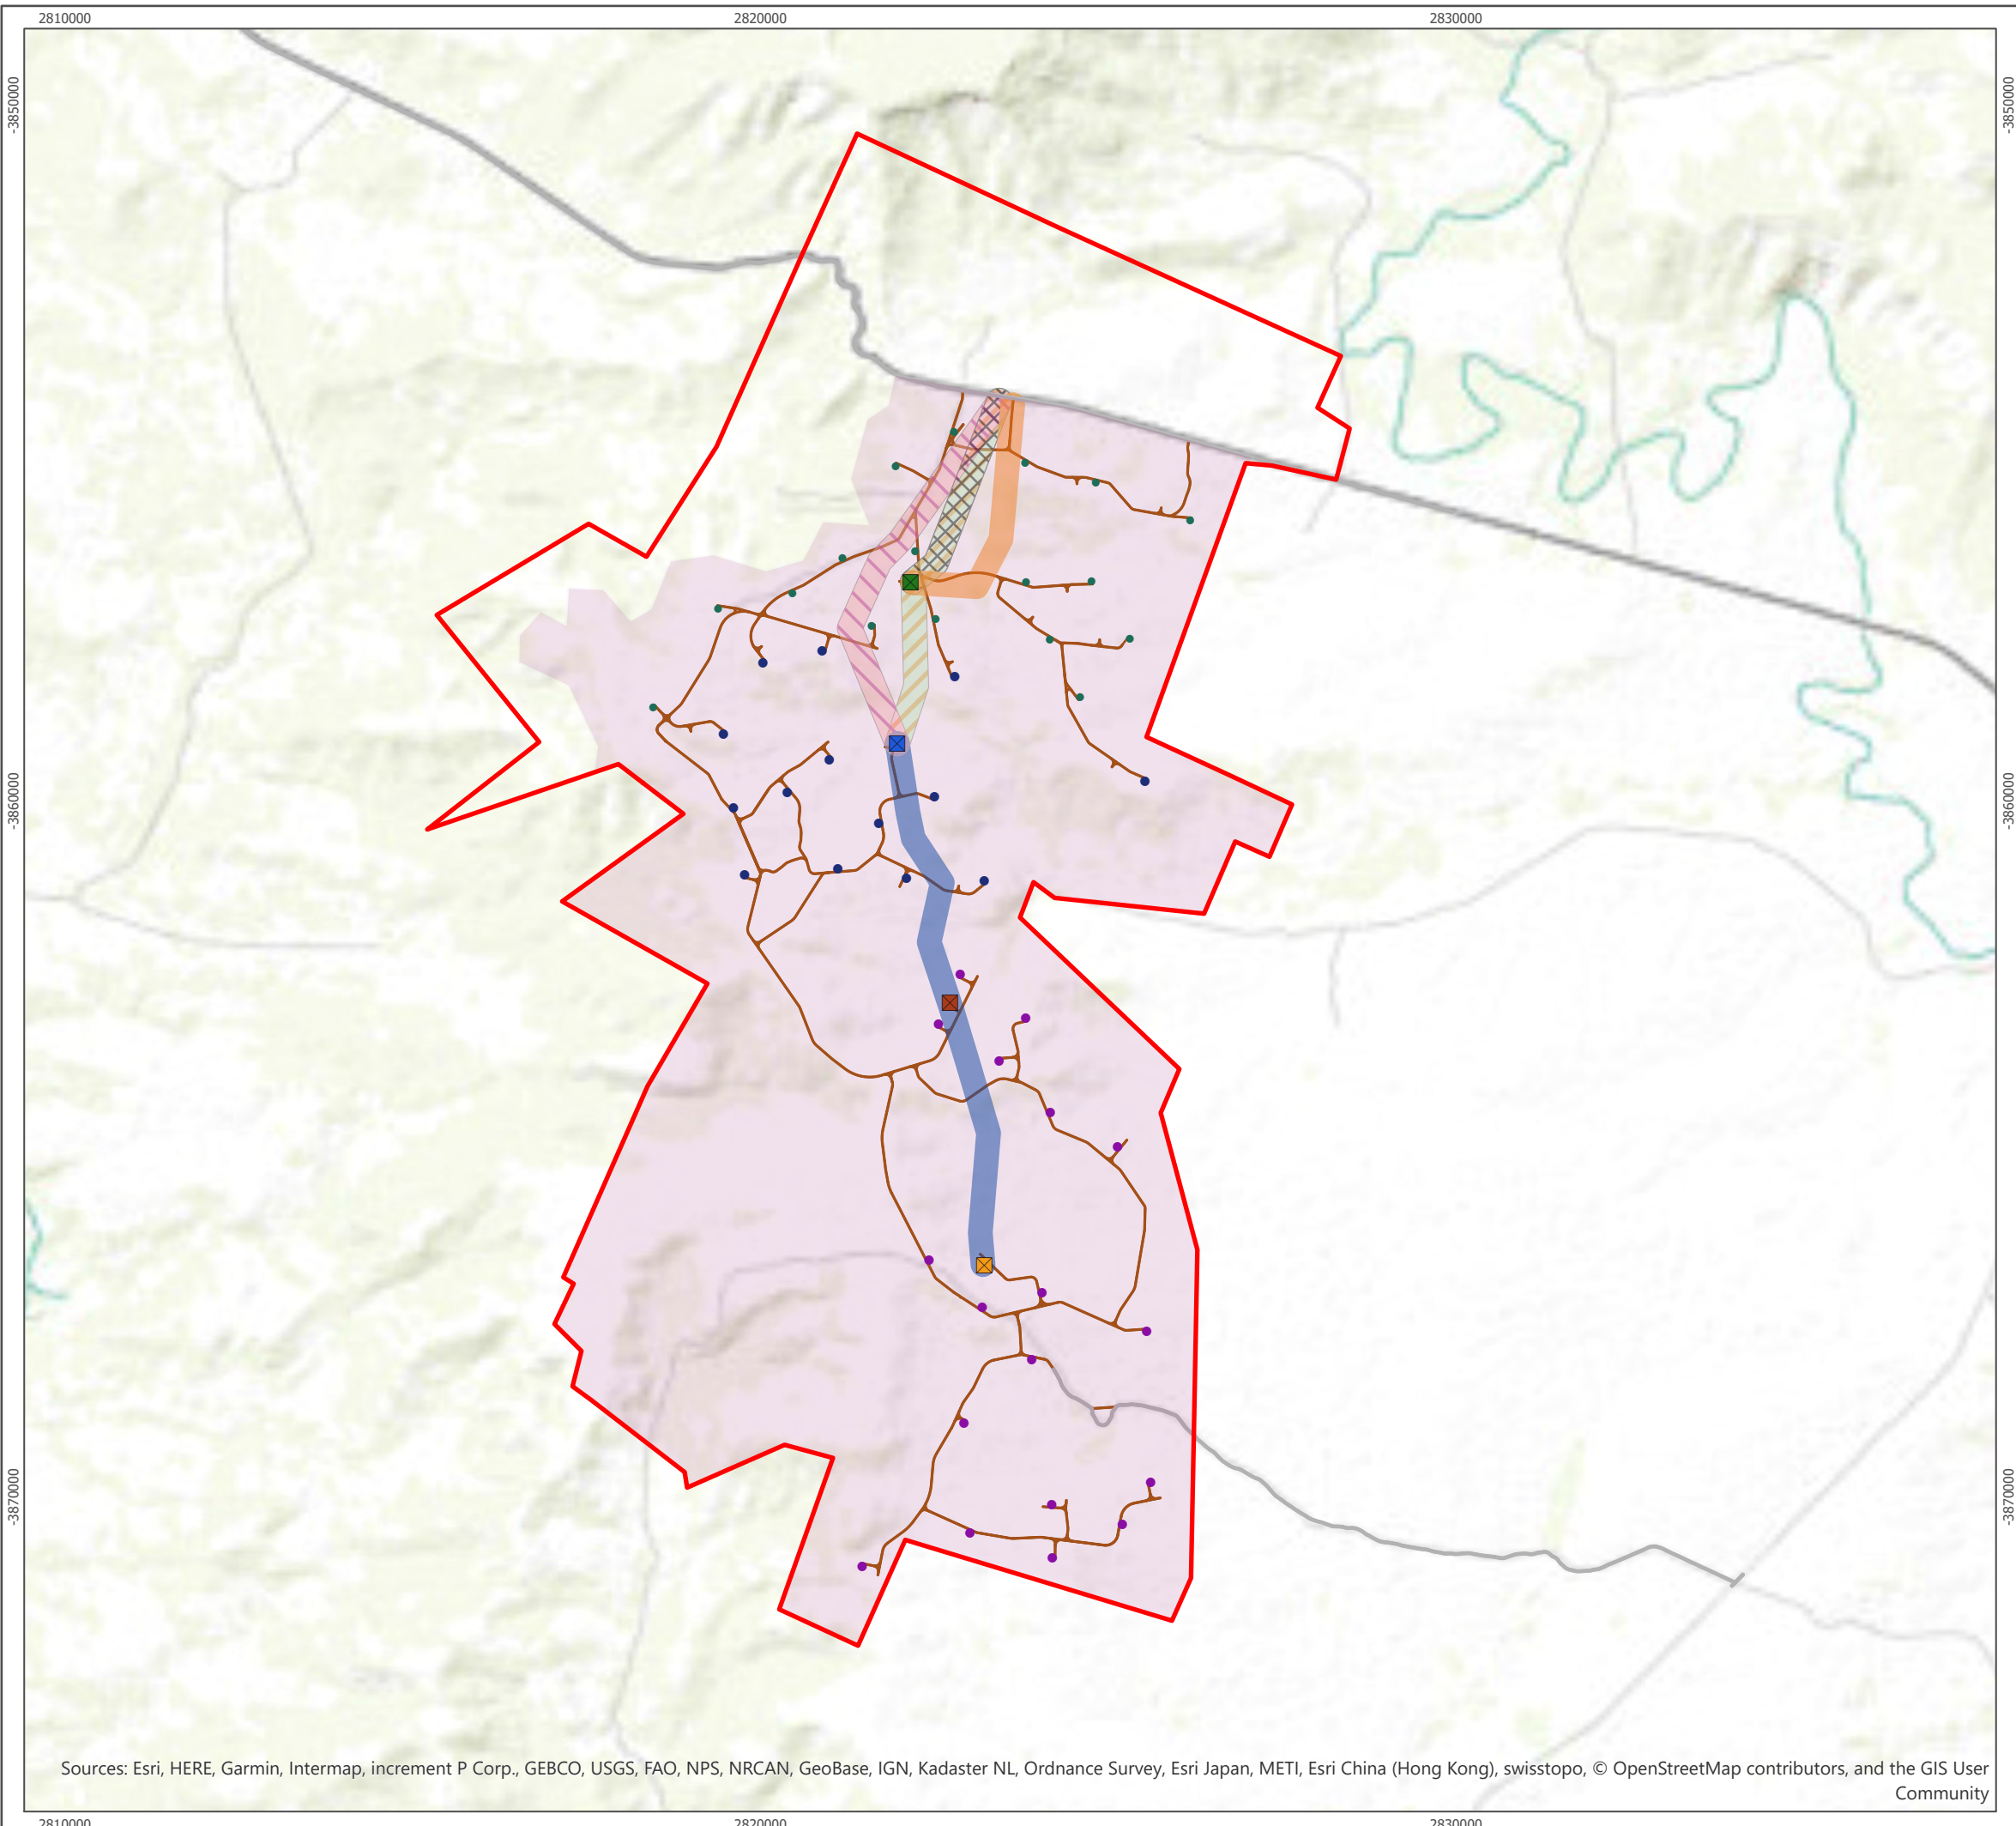 2810000 2820000 2830000
-3850000 -3850000
-3860000 -3860000
-3870000 -3870000
Sources: Esri, HERE, Garmin, Intermap, increment P Corp., GEBCO, USGS, FAO, NPS, NRCAN, GeoBase, IGN, Kadaster NL, Ordnance Survey, Esri Japan, METI, Esri China (Hong Kong), swisstopo, © OpenStreetMap contributors, and the GIS User
Community
2810000 2820000 2830000